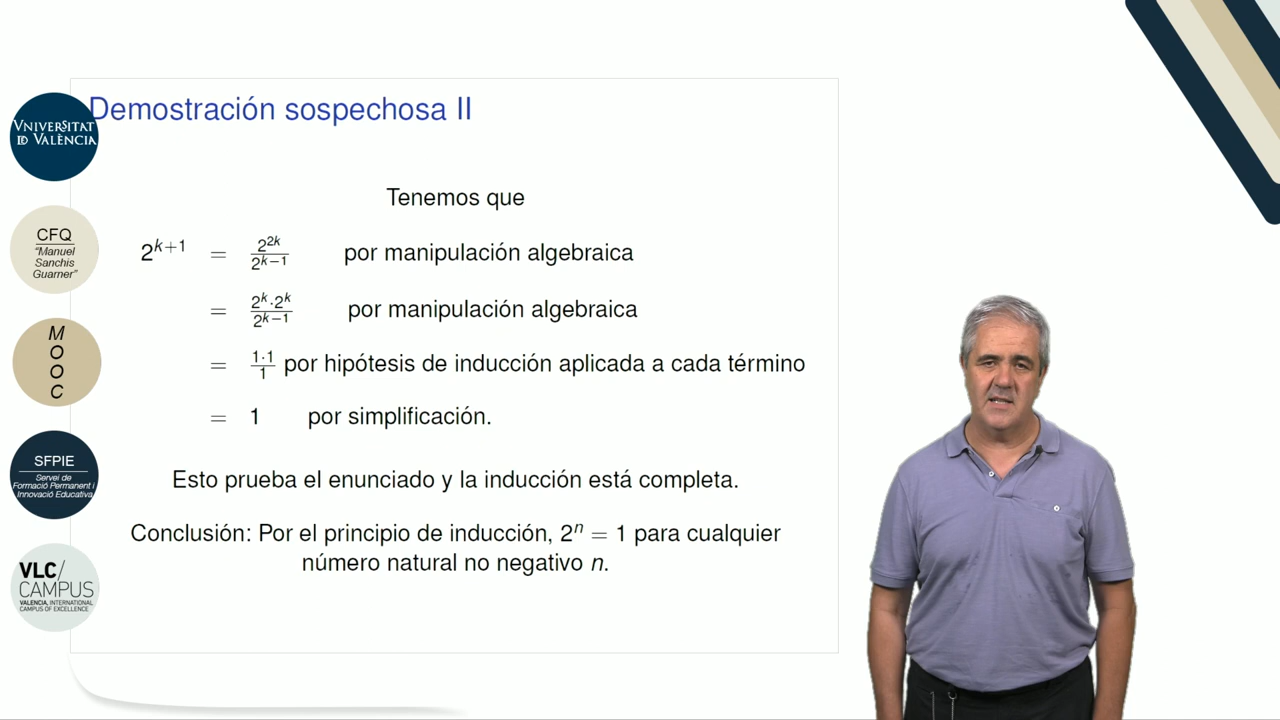 Demostración sospechosa II
VNIVERSITAT
ID VALÈNCIA
CFQ
"Manuel
Sanchis
Guarner"
M
O
O
C
SFPIE
Servei de
Formació Permanent i
Innovació Educativa
VLC/
CAMPUS
VALENCIA, INTERNATIONAL
CAMPUS OF EXCELLENCE
Tenemos que
2^{k+1} = \frac{2^{2k}}{2^{k-1}} por manipulación algebraica
= \frac{2^k·2^k}{2^{k-1}} por manipulación algebraica
= \frac{1·1}{1} por hipótesis de inducción aplicada a cada término
= 1 por simplificación.
Esto prueba el enunciado y la inducción está completa.
Conclusión: Por el principio de inducción, 2^n = 1 para cualquier
número natural no negativo n.